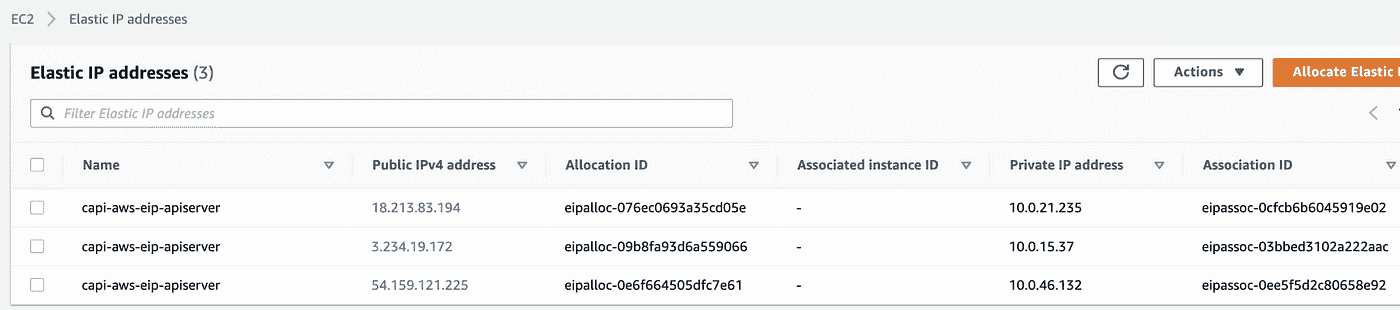 EC2 > Elastic IP addresses
Elastic IP addresses (3)
Actions
Allocate Elastic
Filter Elastic IP addresses
Name Public IPv4 address Allocation ID Associated instance ID Private IP address Association ID
capi-aws-eip-apiserver 18.213.83.194 eipalloc-076ec0693a35cd05e - 10.0.21.235 eipassoc-0cfcb6b6045919e02
capi-aws-eip-apiserver 3.234.19.172 eipalloc-09b8fa93d6a559066 - 10.0.15.37 eipassoc-03bbed3102a222aac
capi-aws-eip-apiserver 54.159.121.225 eipalloc-0e6f664505dfc7e61 - 10.0.46.132 eipassoc-0ee5f5d2c80658e92